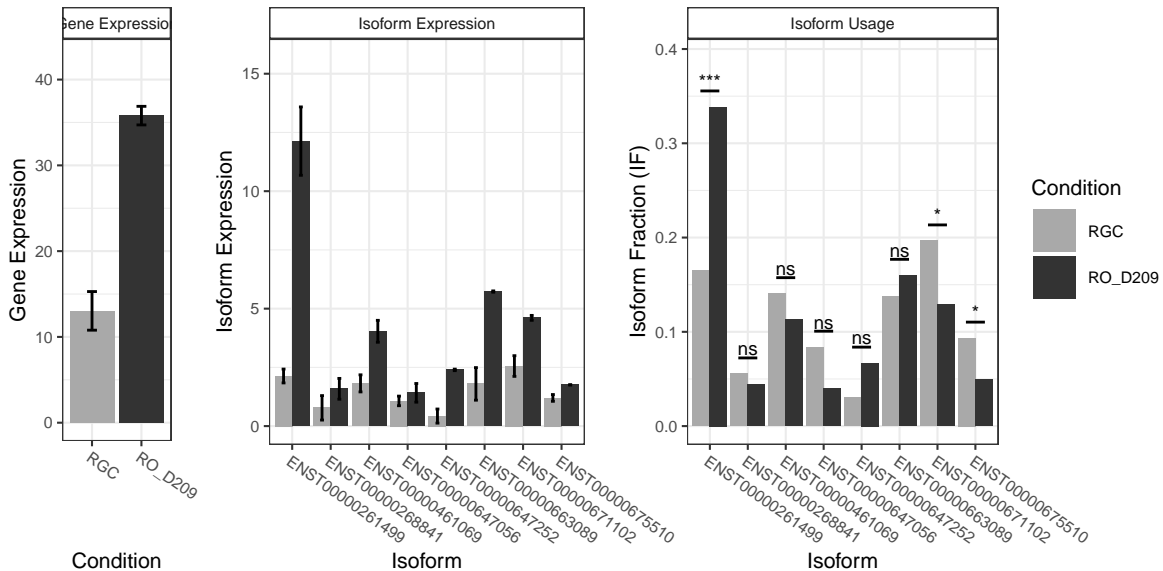 Gene Expression
Gene Expression
40
30
20
10
0
RGC
RO_D209
Condition
Isoform Expression
Isoform Expression
15
10
5
0
ENST00000261499
ENST00000268841
ENST00000461069
ENST00000647056
ENST00000647252
ENST00000663089
ENST00000671102
ENST00000675510
Isoform
Isoform Usage
Isoform Fraction (IF)
0.4
0.3
0.2
0.1
0.0
***
ns
ns
ns
ns
ns
*
*
ENST00000261499
ENST00000268841
ENST00000461069
ENST00000647056
ENST00000647252
ENST00000663089
ENST00000671102
ENST00000675510
Isoform
Condition
RGC
RO_D209